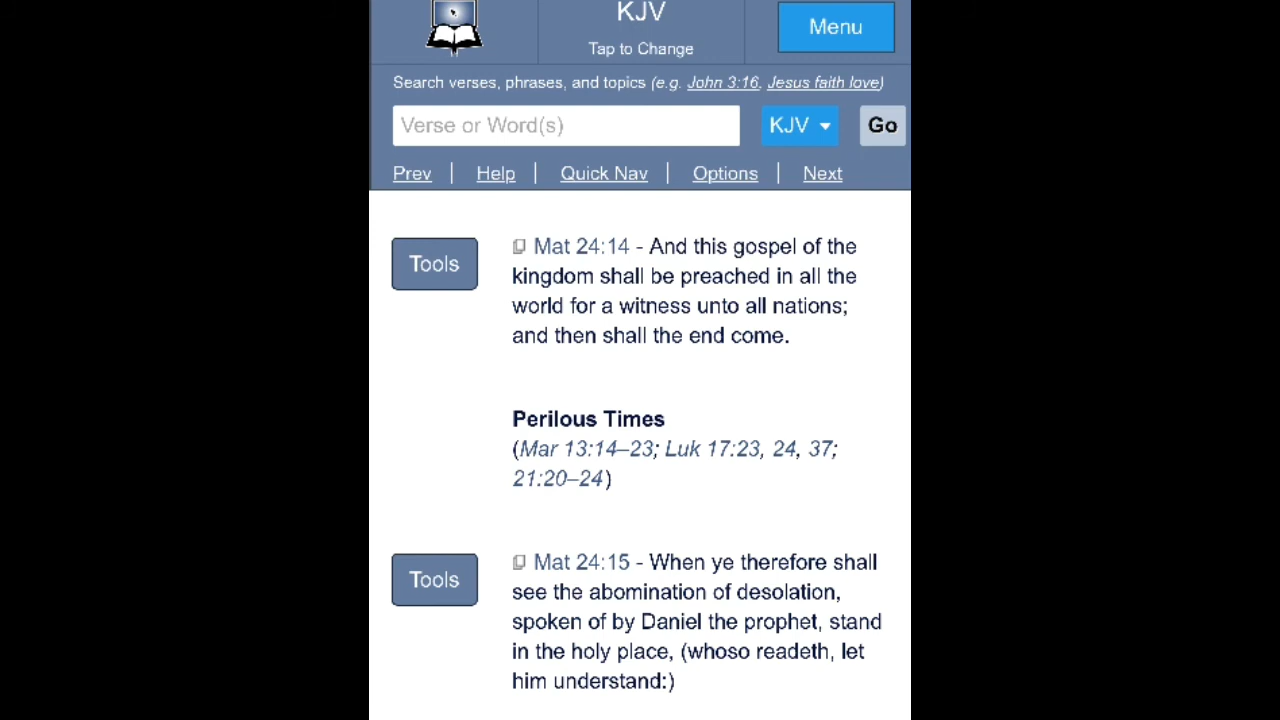 KJV
Tap to Change
Menu
Search verses, phrases, and topics (e.g. John 3:16, Jesus faith love)
Verse or Word(s)
KJV
Go
Prev | Help | Quick Nav | Options | Next
Tools
Mat 24:14 - And this gospel of the
kingdom shall be preached in all the
world for a witness unto all nations;
and then shall the end come.
Perilous Times
(Mar 13:14–23; Luk 17:23, 24, 37;
21:20–24)
Tools
Mat 24:15 - When ye therefore shall
see the abomination of desolation,
spoken of by Daniel the prophet, stand
in the holy place, (whoso readeth, let
him understand:)